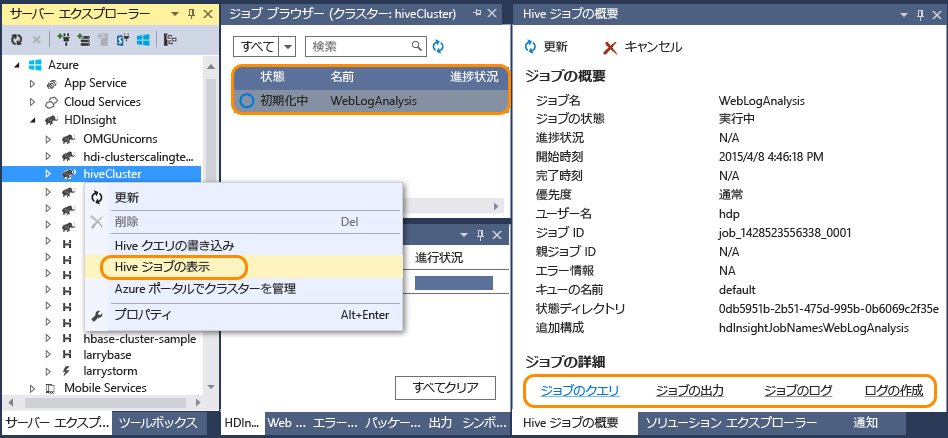 サーバー エクスプローラー
Azure
App Service
Cloud Services
HDInsight
OMGUnicorns
hdi-clusterscalingte...
hiveCluster
更新
削除 Del
Hive クエリの書き込み
Hive ジョブの表示
Azure ポータルでクラスターを管理
プロパティ Alt+Enter
hbase-cluster-sample
larrybase
larrystorm
Mobile Services
サーバー エクスプ...
ツールボックス
ジョブ ブラウザー (クラスター: hiveCluster)
すべて
検索
状態 名前 進捗状況
初期化中 WebLogAnalysis
進行状況
すべてクリア
HDIn...
Web ...
エラー...
パッケー...
出力
シンボ...
Hive ジョブの概要
更新 キャンセル
ジョブの概要
ジョブ名 WebLogAnalysis
ジョブの状態 実行中
進捗状況 N/A
開始時刻 2015/4/8 4:46:18 PM
完了時刻 N/A
優先度 通常
ユーザー名 hdp
ジョブ ID job_1428523556338_0001
親ジョブ ID N/A
エラー情報 NA
キューの名前 default
状態ディレクトリ 0db5951b-2b51-475d-995b-0b6069c2f35e
追加構成 hdInsightJobNamesWebLogAnalysis
ジョブの詳細
ジョブのクエリ ジョブの出力 ジョブのログ ログの作成
Hive ジョブの概要
ソリューション エクスプローラー
通知